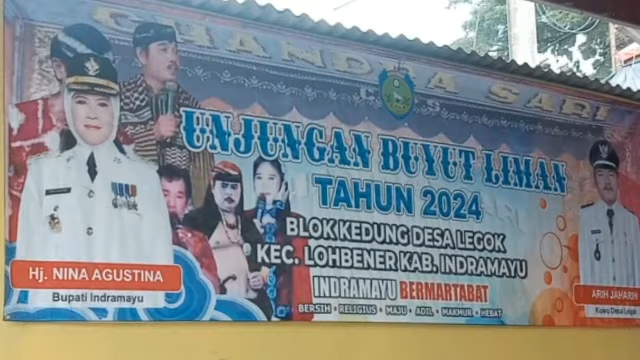 CHANDRA SARI
UNJUNGAN BUYUT LIMAN
TAHUN 2024
BLOK KEDUNG DESA LEGOK
KEC. LOHBENER KAB. INDRAMAYU
INDRAMAYU BERMARTABAT
BERSIH • RELIGIUS • MAJU • ADIL • MAKMUR • HEBAT
Hj. NINA AGUSTINA
Bupati Indramayu
ARIH JAHARI
Kuwu Desa Legok